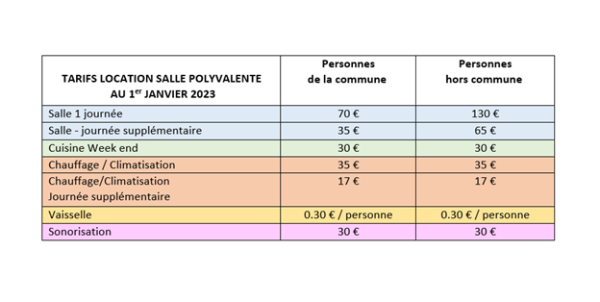 TARIFS LOCATION SALLE POLYVALENTE
AU 1er JANVIER 2023
Personnes
de la commune
Personnes
hors commune
Salle 1 journée 70 € 130 €
Salle - journée supplémentaire 35 € 65 €
Cuisine Week end 30 € 30 €
Chauffage / Climatisation 35 € 35 €
Chauffage/Climatisation 17 € 17 €
Journée supplémentaire
Vaisselle 0.30 € / personne 0.30 € / personne
Sonorisation 30 € 30 €